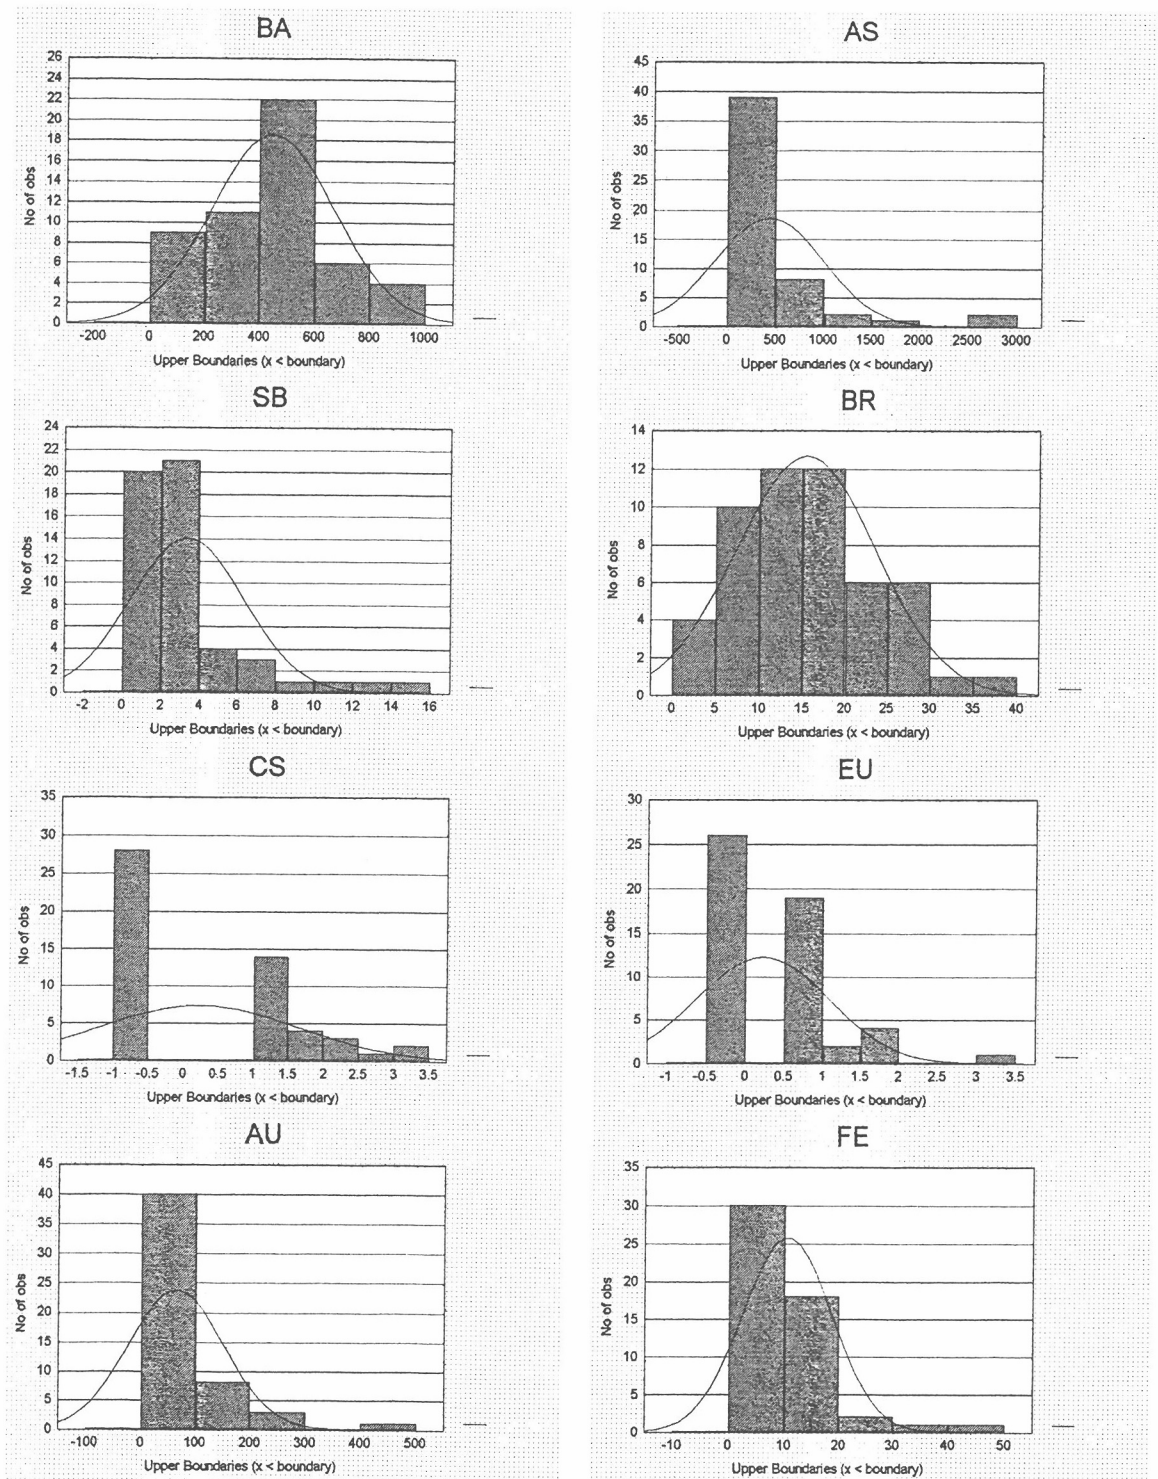 BA
26
24
22
20
18
16
14
12
10
8
6
4
2
0
No of obs
-200 0 200 400 600 800 1000
Upper Boundaries (x < boundary)
AS
45
40
35
30
25
20
15
10
5
0
No of obs
-500 0 500 1000 1500 2000 2500 3000
Upper Boundaries (x < boundary)
SB
24
22
20
18
16
14
12
10
8
6
4
2
0
No of obs
-2 0 2 4 6 8 10 12 14 16
Upper Boundaries (x < boundary)
BR
14
12
10
8
6
4
2
0
No of obs
0 5 10 15 20 25 30 35 40
Upper Boundaries (x < boundary)
CS
35
30
25
20
15
10
5
0
No of obs
-1.5 -1 -0.5 0 0.5 1 1.5 2 2.5 3 3.5
Upper Boundaries (x < boundary)
EU
30
25
20
15
10
5
0
No of obs
-1 -0.5 0 0.5 1 1.5 2 2.5 3 3.5
Upper Boundaries (x < boundary)
AU
45
40
35
30
25
20
15
10
5
0
No of obs
-100 0 100 200 300 400 500
Upper Boundaries (x < boundary)
FE
35
30
25
20
15
10
5
0
No of obs
-10 0 10 20 30 40 50
Upper Boundaries (x < boundary)